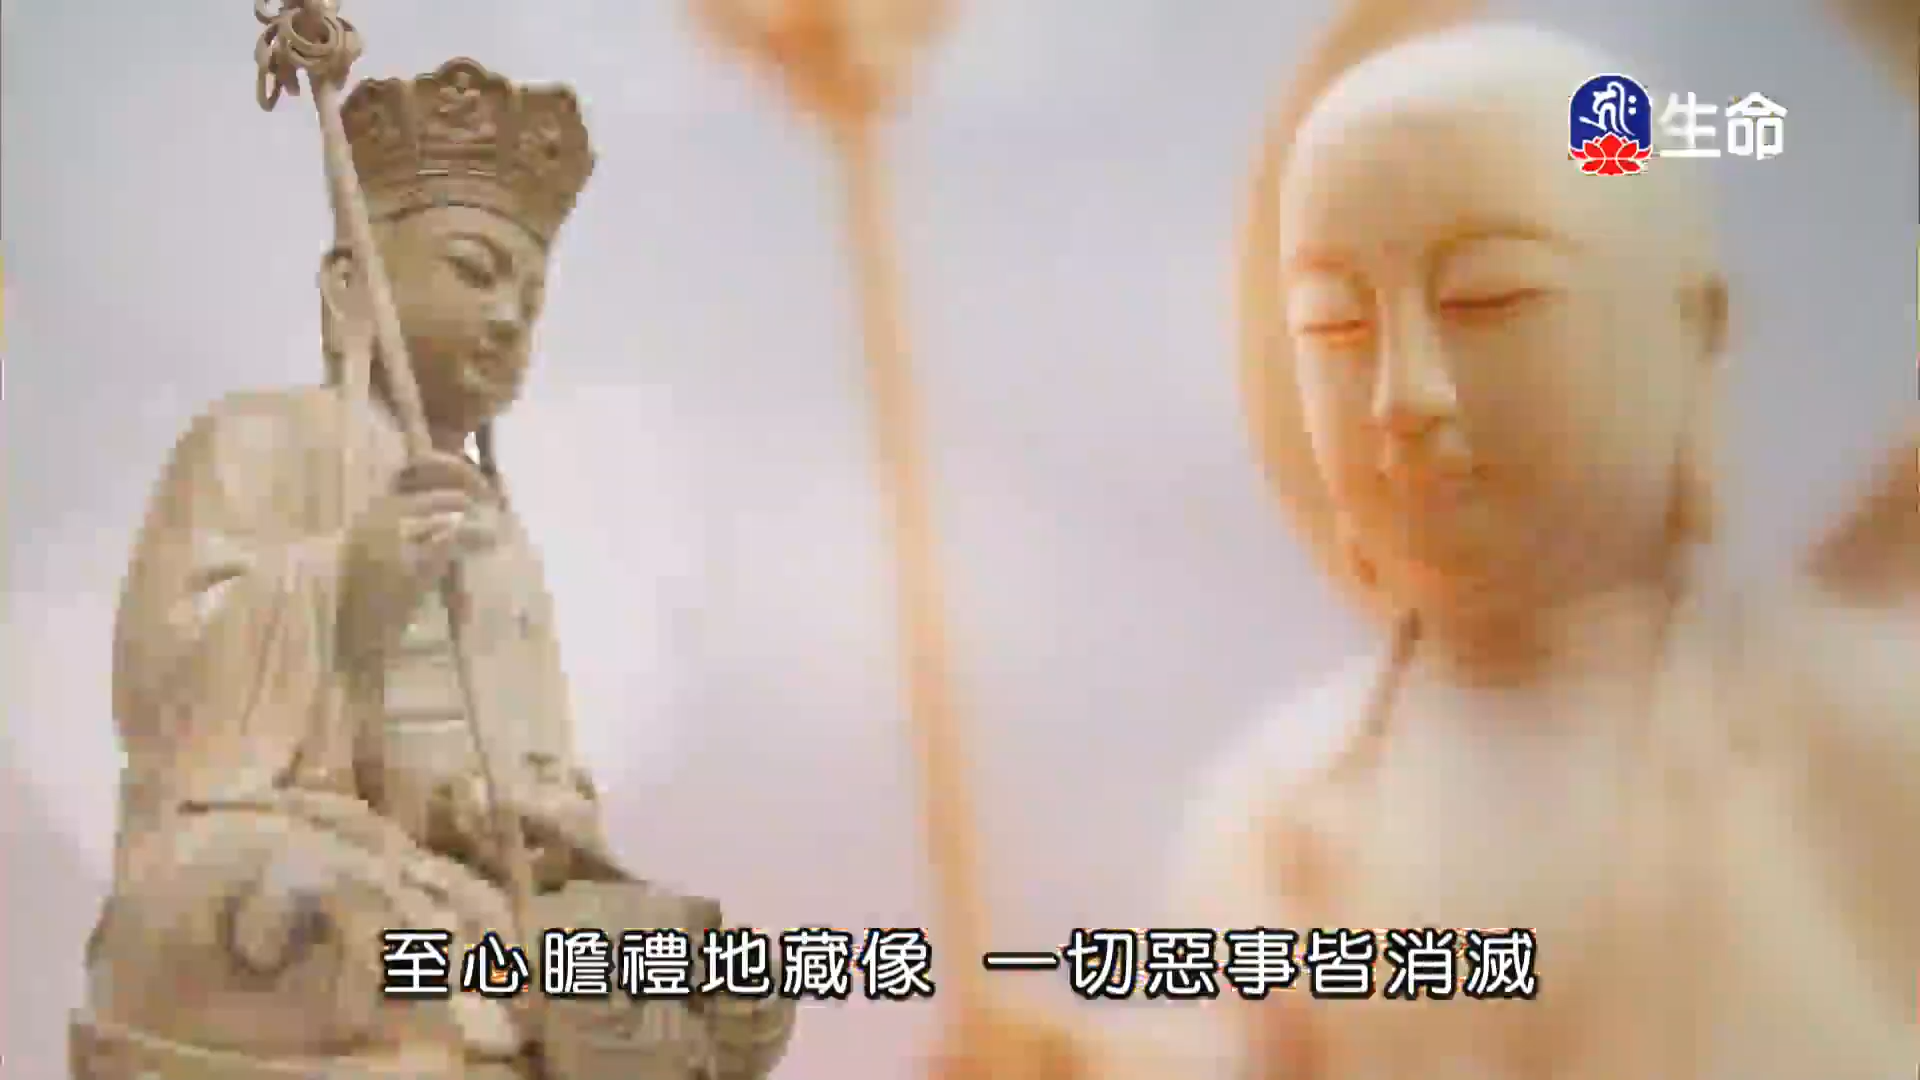 生命
至心瞻禮地藏像 一切惡事皆消滅